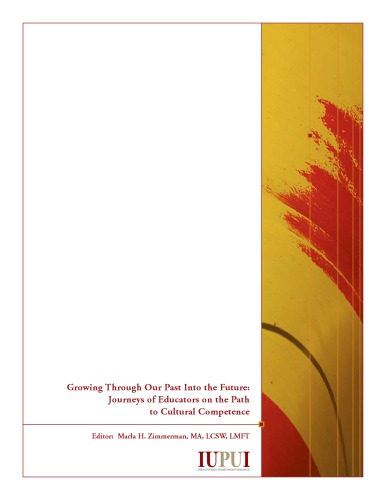 Growing Through Our Past Into the Future:
Journeys of Educators on the Path
to Cultural Competence
Editor: Marla H. Zimmerman, MA, LCSW, LMFT
IUPUI